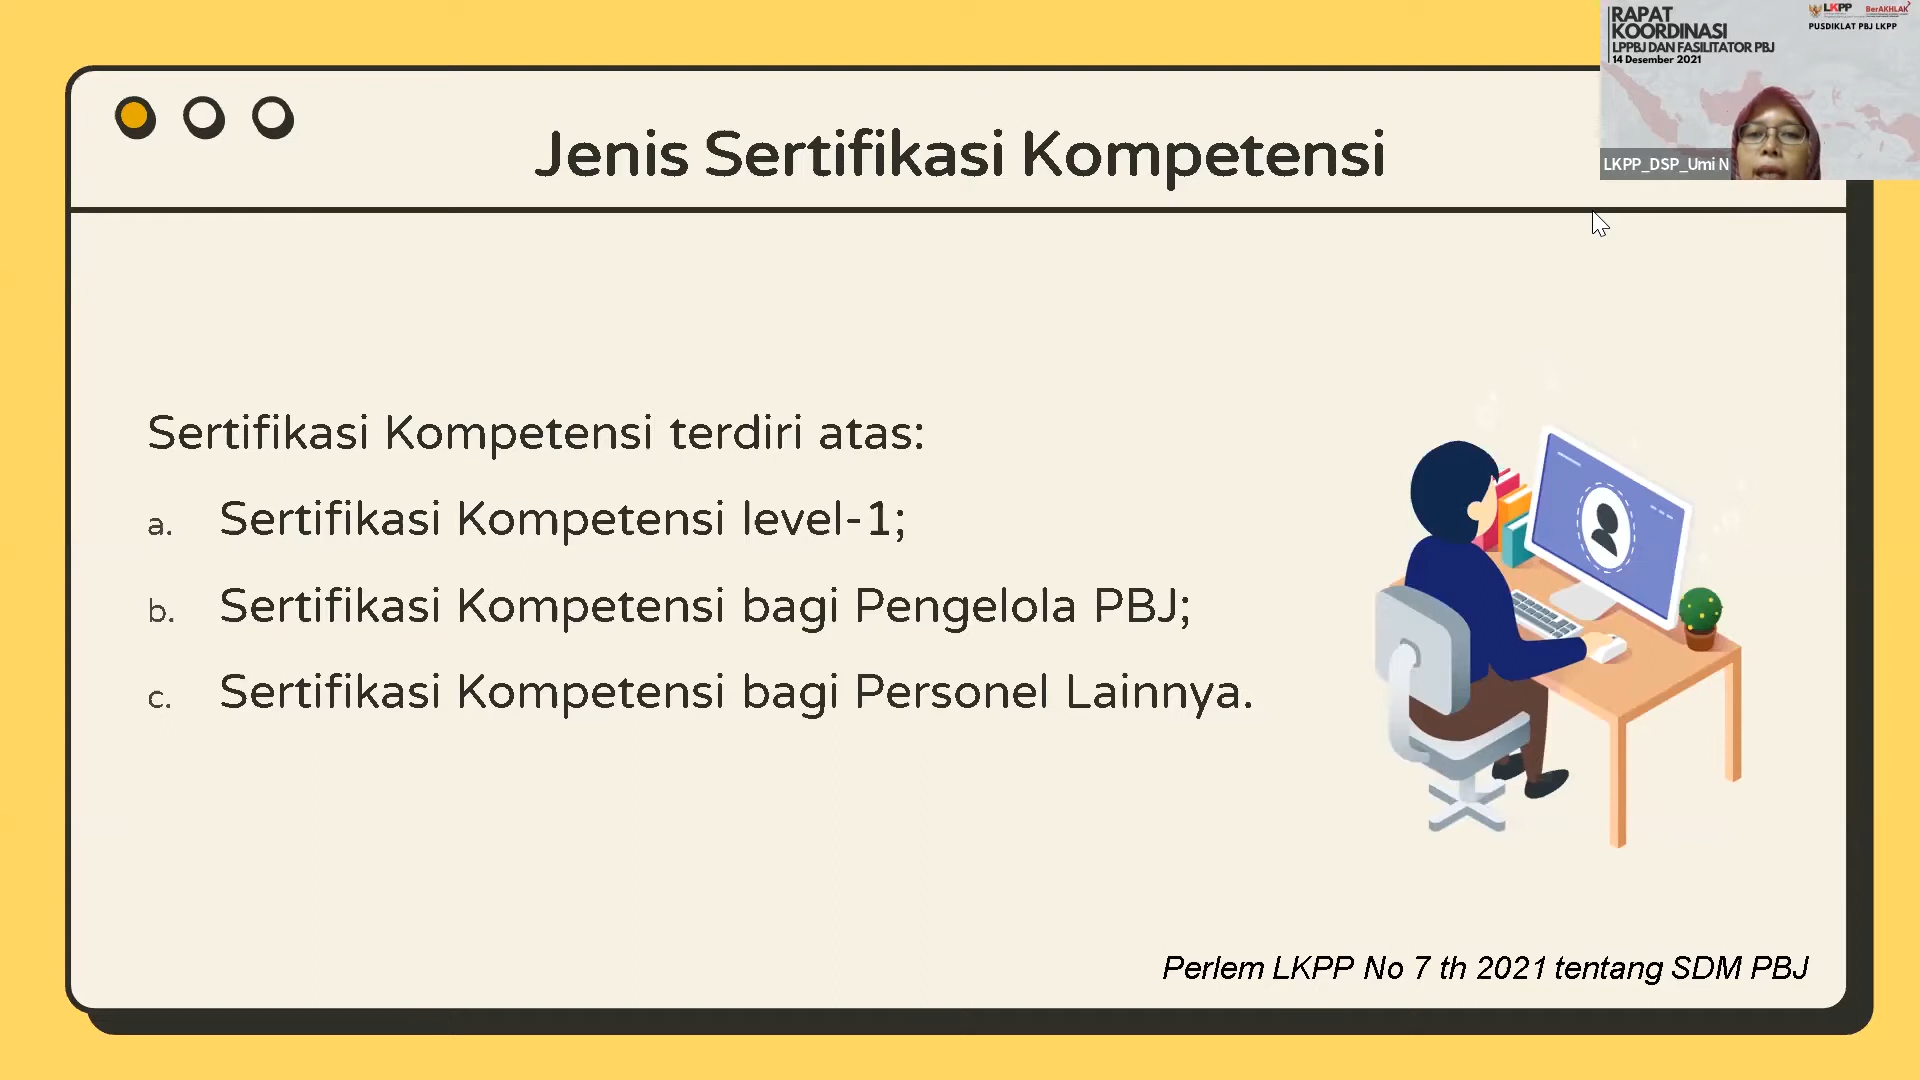 RAPAT
KOORDINASI
LPPBJ DAN FASILITATOR PBJ
14 Desember 2021
LKPP
BerAKHLAK
PUSDIKLAT PBJ LKPP
LKPP_DSP_Umi N
Jenis Sertifikasi Kompetensi
Sertifikasi Kompetensi terdiri atas:
a. Sertifikasi Kompetensi level-1;
b. Sertifikasi Kompetensi bagi Pengelola PBJ;
c. Sertifikasi Kompetensi bagi Personel Lainnya.
Perlem LKPP No 7 th 2021 tentang SDM PBJ